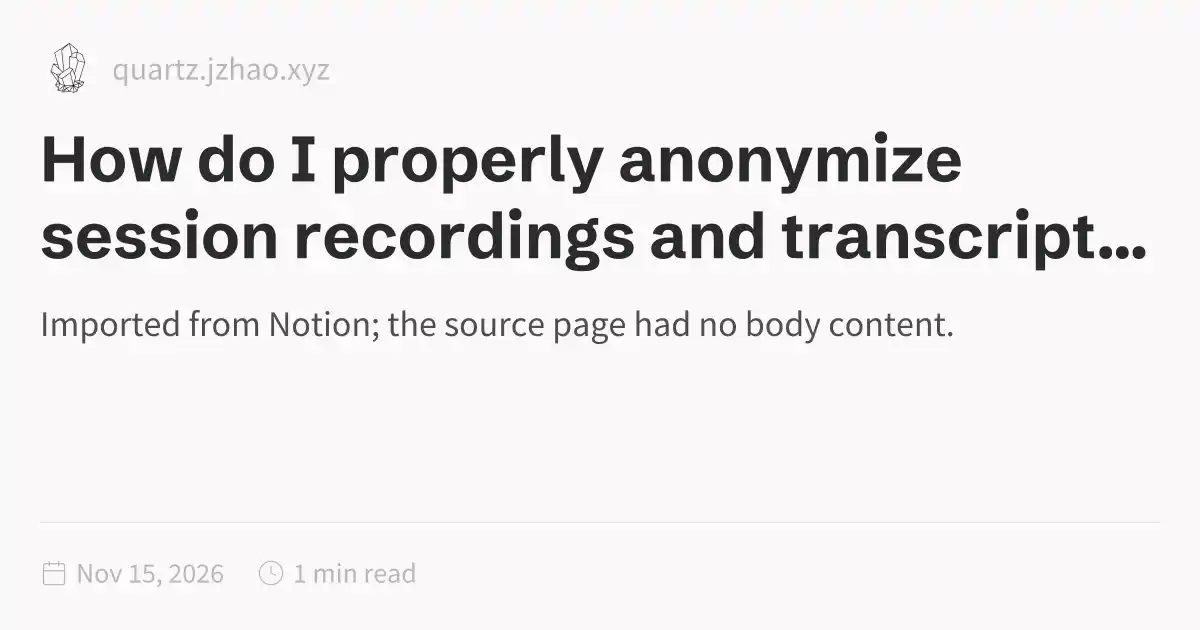 quartz.jzhao.xyz
How do I properly anonymize
session recordings and transcript...
Imported from Notion; the source page had no body content.
Nov 15, 2026
1 min read